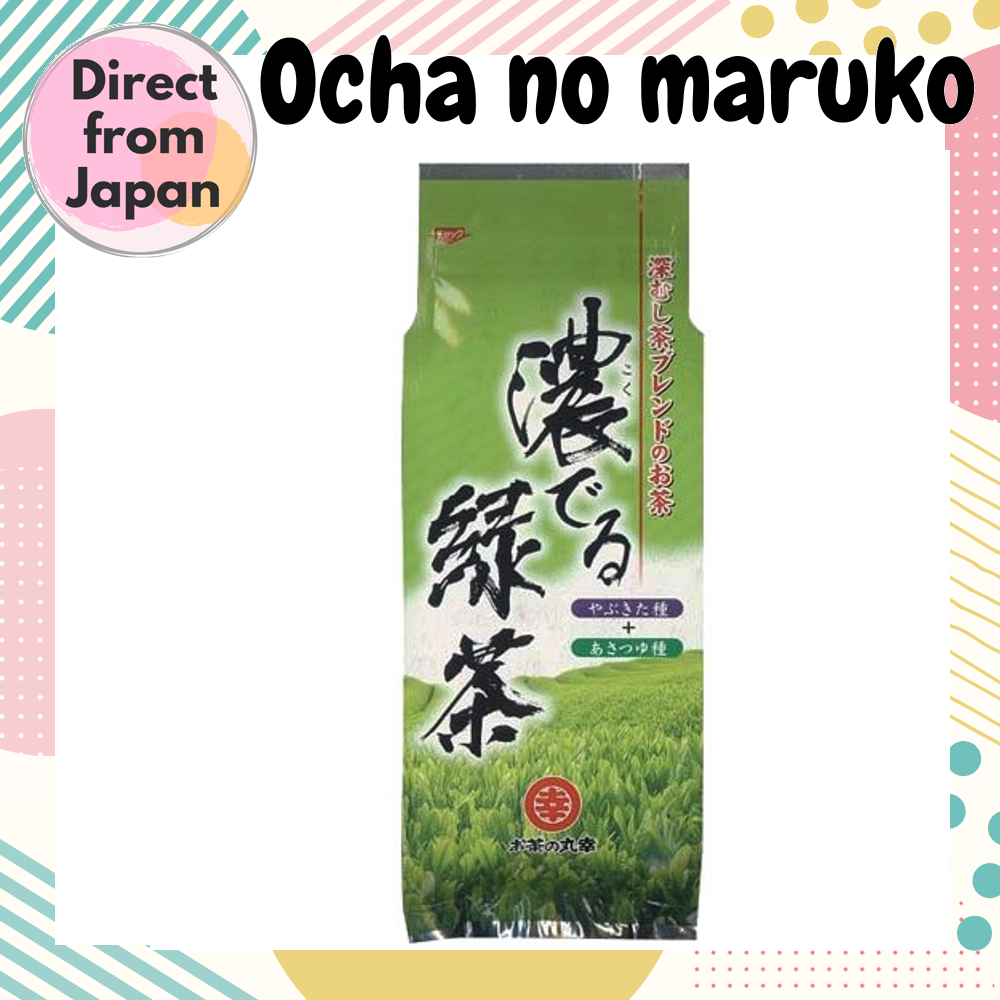 Direct
from
Japan
Ocha no maruko
深むし茶ブレンドのお茶
こく
濃でる
緑茶
やぶきた種
+
あさつゆ種
幸
お茶の丸幸